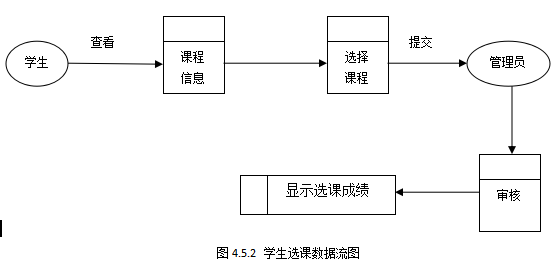 查看
提交
学生
课程
信息
选择
课程
管理员
显示选课成绩
审核
图 4.5.2 学生选课数据流图